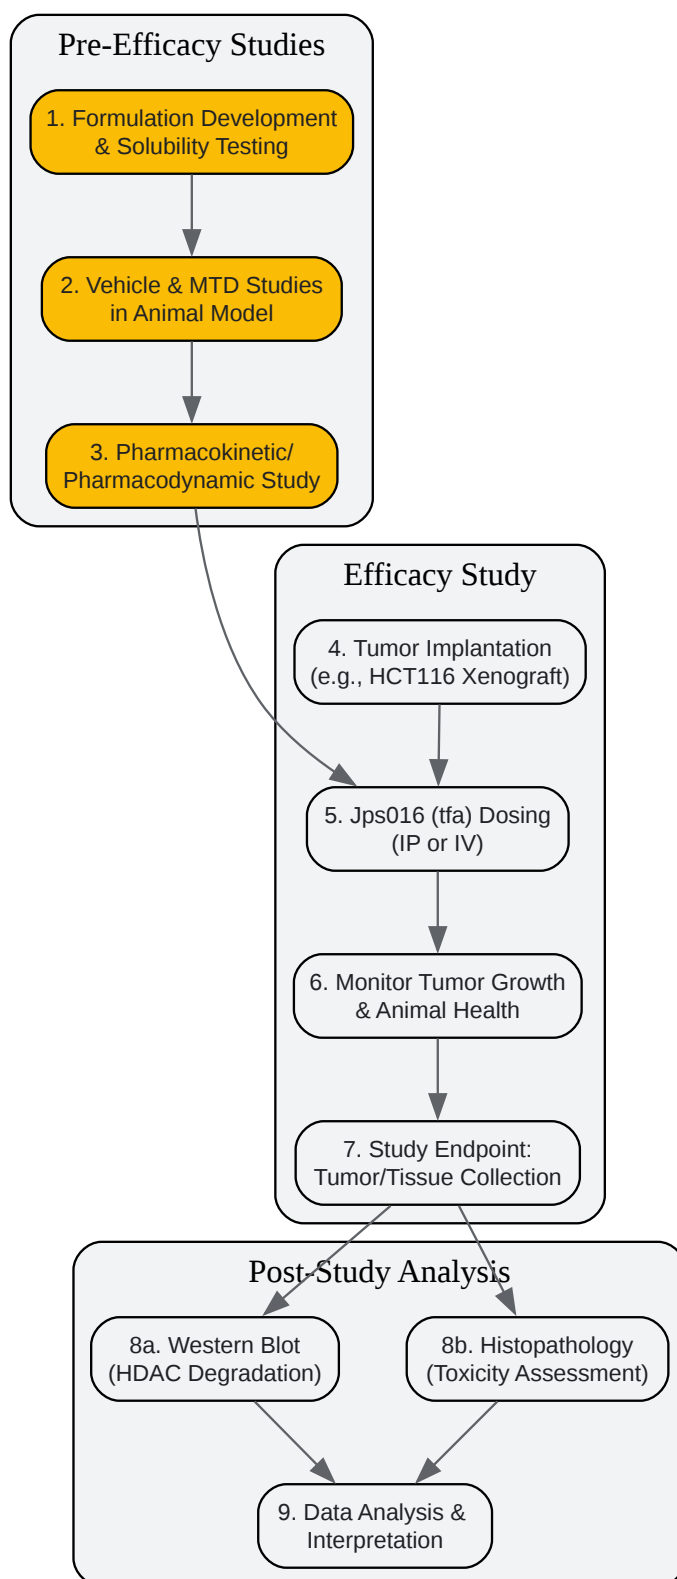 Pre-Efficacy Studies
1. Formulation Development
& Solubility Testing
2. Vehicle & MTD Studies
in Animal Model
3. Pharmacokinetic/
Pharmacodynamic Study
Efficacy Study
4. Tumor Implantation
(e.g., HCT116 Xenograft)
5. Jps016 (tfa) Dosing
(IP or IV)
6. Monitor Tumor Growth
& Animal Health
7. Study Endpoint:
Tumor/Tissue Collection
Post-Study Analysis
8a. Western Blot
(HDAC Degradation)
8b. Histopathology
(Toxicity Assessment)
9. Data Analysis &
Interpretation